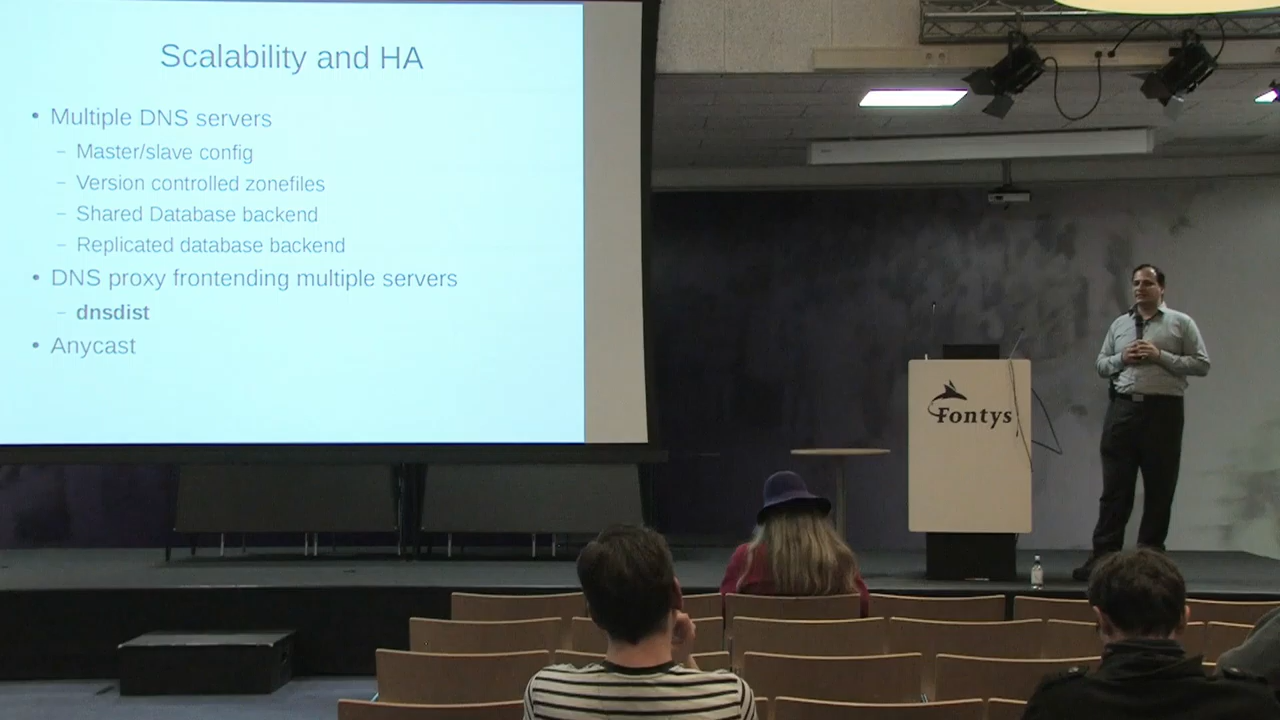 Scalability and HA
• Multiple DNS servers
– Master/slave config
– Version controlled zonefiles
– Shared Database backend
– Replicated database backend
• DNS proxy frontending multiple servers
– dnsdist
• Anycast
Fontys